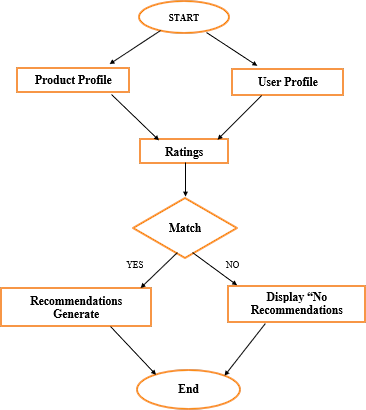 START
Product Profile
User Profile
Ratings
Match
YES
NO
Recommendations
Generate
Display “No
Recommendations
End